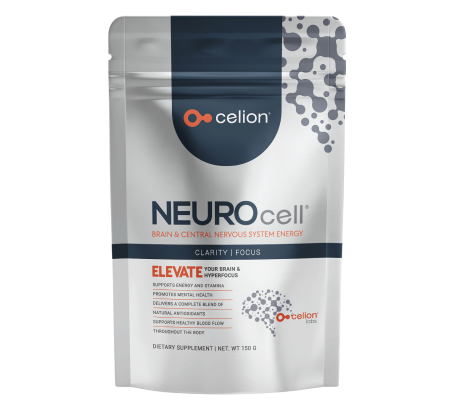 celion®
NEUROcell®
BRAIN & CENTRAL NERVOUS SYSTEM ENERGY
CLARITY | FOCUS
ELEVATE YOUR BRAIN &
HYPERFOCUS
SUPPORTS ENERGY AND STAMINA
PROMOTES MENTAL HEALTH
DELIVERS A COMPLETE BLEND OF
NATURAL ANTIOXIDANTS
SUPPORTS HEALTHY BLOOD FLOW
THROUGHOUT THE BODY
celion®
labs
DIETARY SUPPLEMENT | NET. WT 150 G